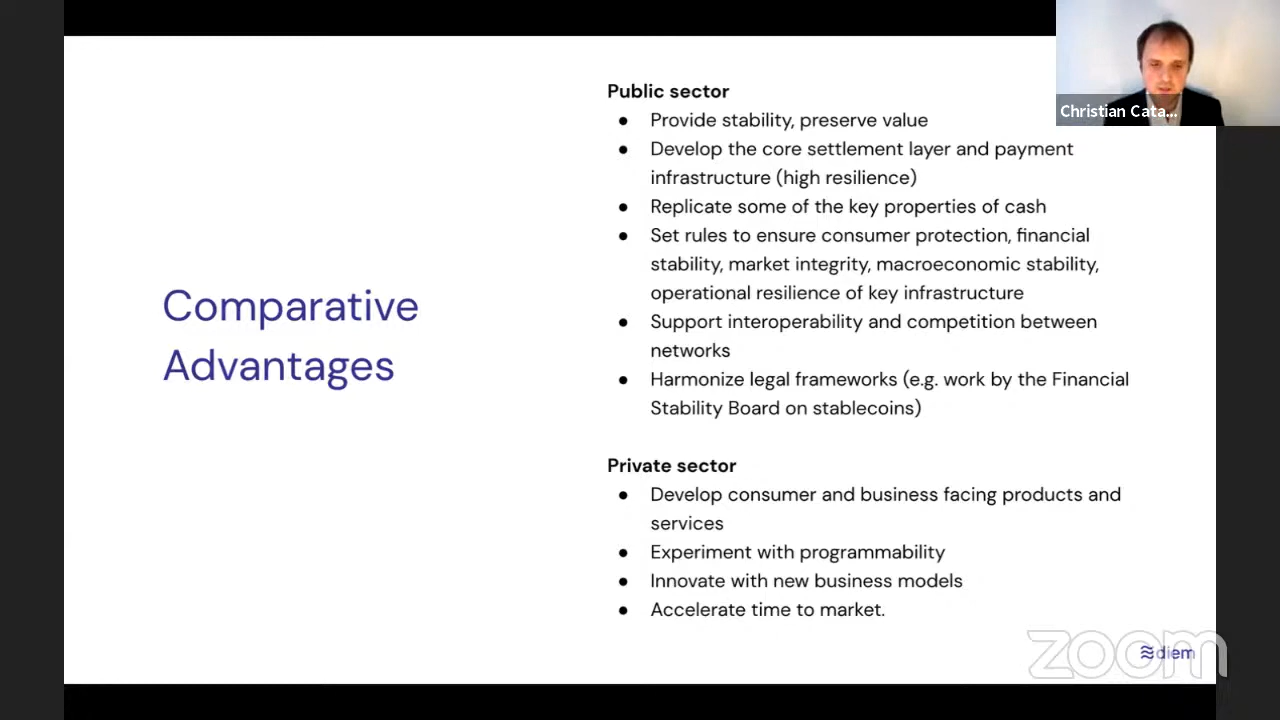 Comparative
Advantages
Public sector
● Provide stability, preserve value
● Develop the core settlement layer and payment
infrastructure (high resilience)
● Replicate some of the key properties of cash
● Set rules to ensure consumer protection, financial
stability, market integrity, macroeconomic stability,
operational resilience of key infrastructure
● Support interoperability and competition between
networks
● Harmonize legal frameworks (e.g. work by the Financial
Stability Board on stablecoins)
Private sector
● Develop consumer and business facing products and
services
● Experiment with programmability
● Innovate with new business models
● Accelerate time to market.
Christian Cata...
zoom
diem